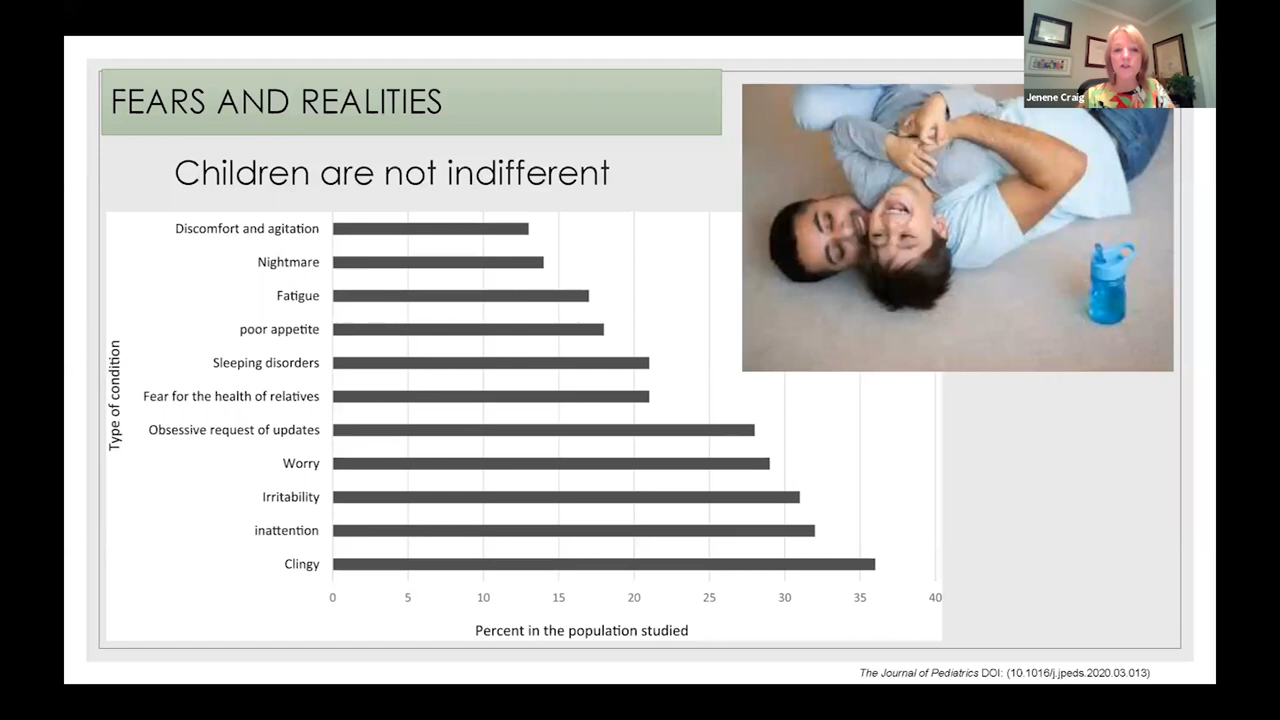 FEARS AND REALITIES
Jenene Craig
Children are not indifferent
Type of condition
Discomfort and agitation
Nightmare
Fatigue
poor appetite
Sleeping disorders
Fear for the health of relatives
Obsessive request of updates
Worry
Irritability
inattention
Clingy
0 5 10 15 20 25 30 35 40
Percent in the population studied
The Journal of Pediatrics DOI: (10.1016/j.jpeds.2020.03.013)